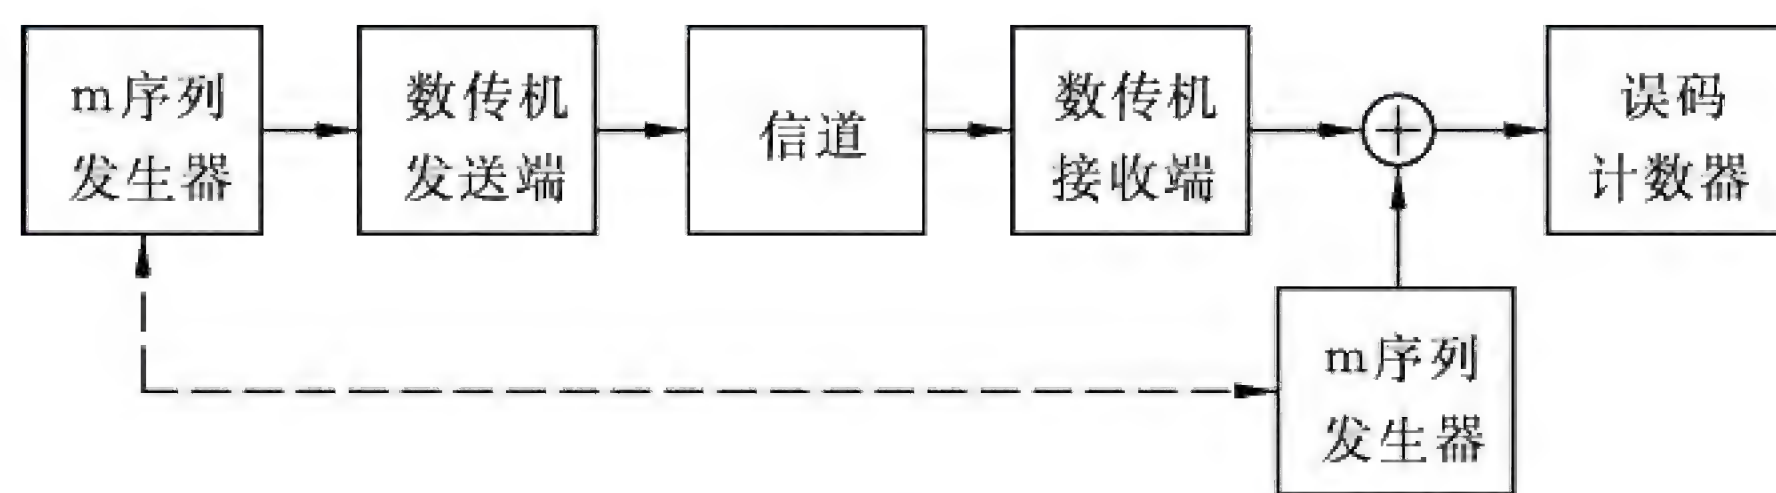 m序列
发生器
数传机
发送端
信道
数传机
接收端
误码
计数器
m序列
发生器